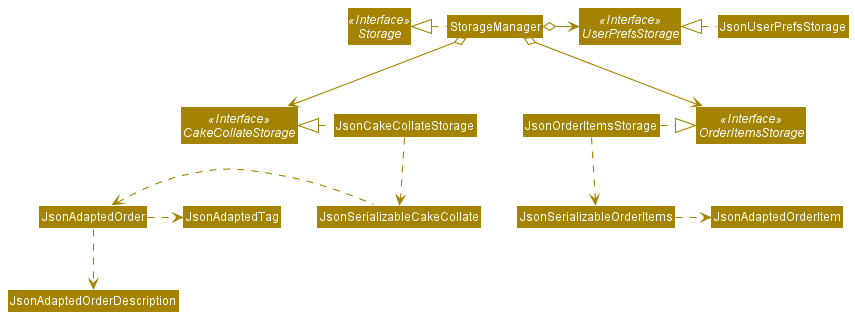 «Interface»
Storage
StorageManager
«Interface»
UserPrefsStorage
JsonUserPrefsStorage
«Interface»
CakeCollateStorage
JsonCakeCollateStorage
JsonOrderItemsStorage
«Interface»
OrderItemsStorage
JsonAdaptedOrder
JsonAdaptedTag
JsonSerializableCakeCollate
JsonSerializableOrderItems
JsonAdaptedOrderItem
JsonAdaptedOrderDescription